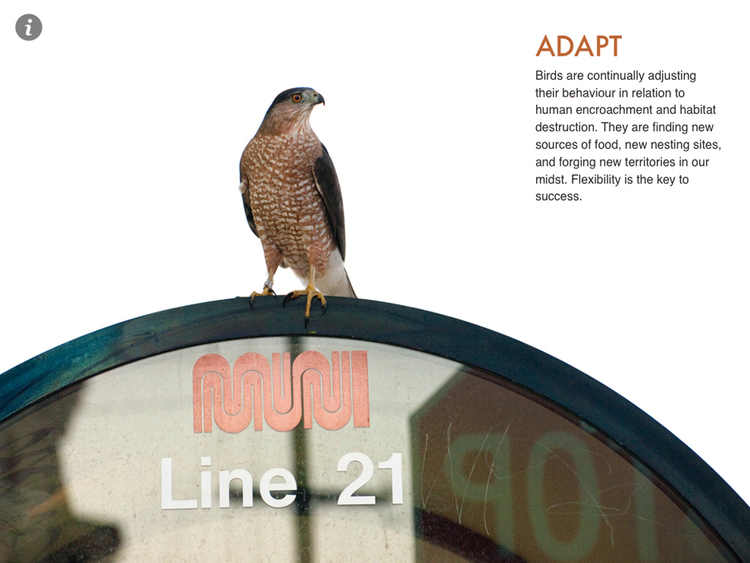 i
ADAPT
Birds are continually adjusting
their behaviour in relation to
human encroachment and habitat
destruction. They are finding new
sources of food, new nesting sites,
and forging new territories in our
midst. Flexibility is the key to
success.
MUNI
Line 21
STOP